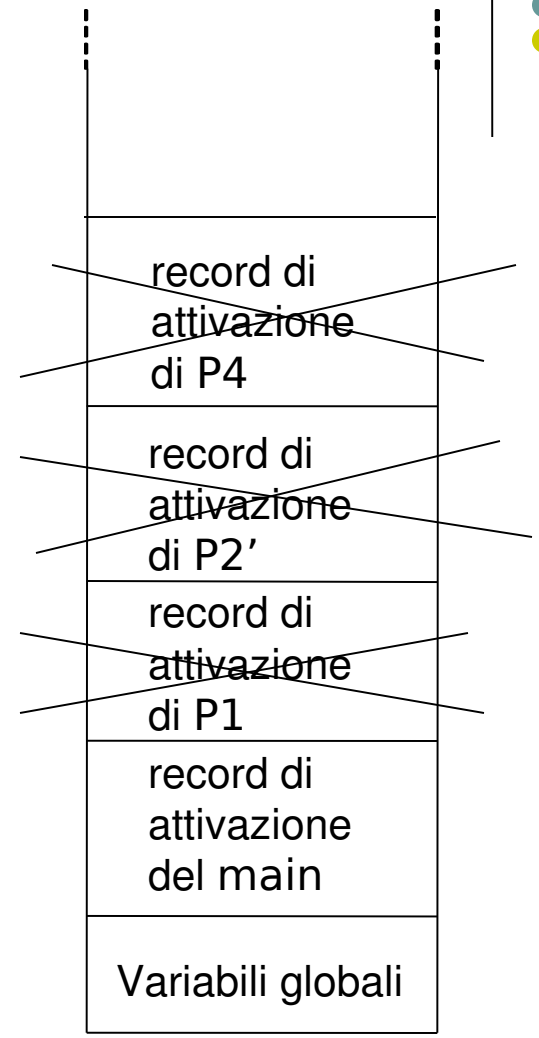 record di
attivazione
di P4
record di
attivazione
di P2’
record di
attivazione
di P1
record di
attivazione
del main
Variabili globali